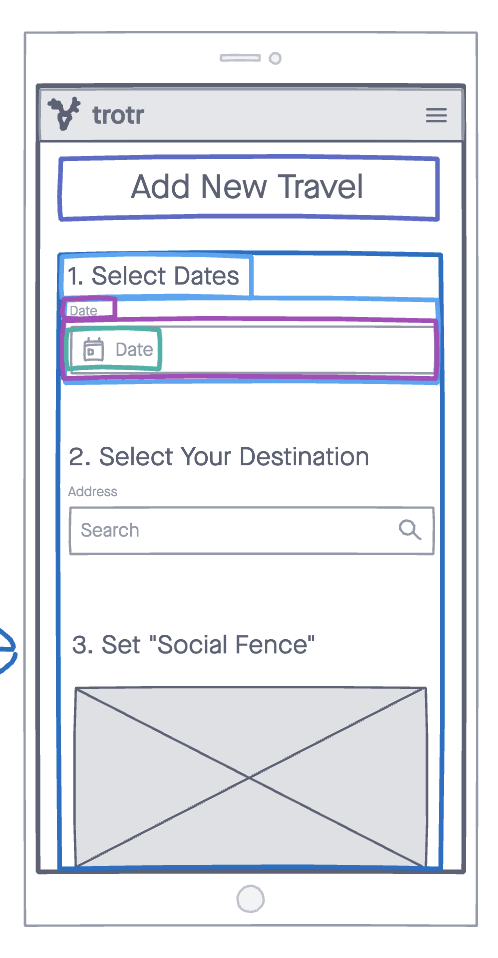 trotr
Add New Travel
1. Select Dates
Date
Date
2. Select Your Destination
Address
Search
3. Set "Social Fence"